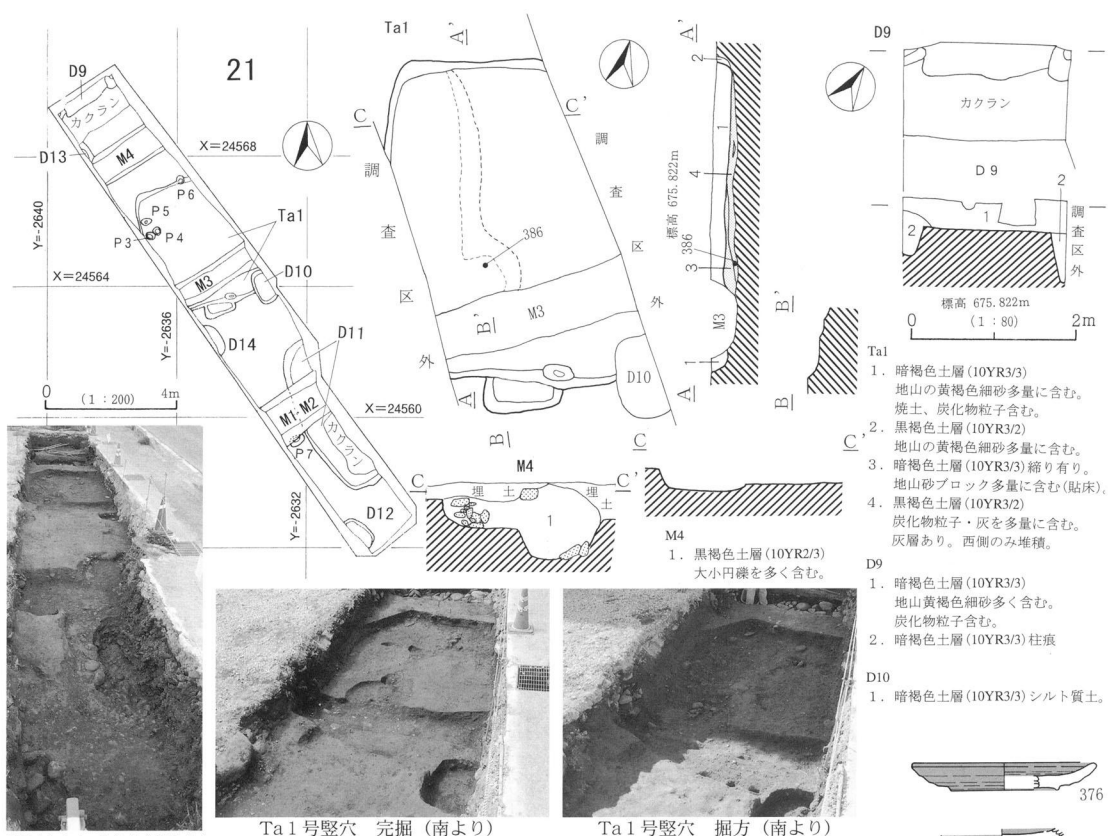 21
D9
カクラン
D13
M4
X=24568
P6
P5
P3
P4
Ta1
Y=-2640
X=24564
M3
D10
Y=-2636
D14
D11
0
(1:200)
4m
M1・M2
X=24560
カクラン
P7
Y=-2632
D12
Ta1
A'
C
C'
調査区外
調査区外
386
B'
M3
D10
A
B
A'
2
1
4
標高 675.822m
386
3
M3
1
A
B'
B
M4
C
C'
埋土
埋土
1
C
C'
M4
1. 黒褐色土層(10YR2/3)
大小円礫を多く含む。
D9
カクラン
D9
2
1
2
調査区外
標高 675.822m
0
(1:80)
2m
Ta1
1. 暗褐色土層(10YR3/3)
地山の黄褐色細砂多量に含む。
焼土、炭化物粒子含む。
2. 黒褐色土層(10YR3/2)
地山の黄褐色細砂多量に含む。
3. 暗褐色土層(10YR3/3)締り有り。
地山砂ブロック多量に含む(貼床)。
4. 黒褐色土層(10YR3/2)
炭化物粒子・灰を多量に含む。
灰層あり。西側のみ堆積。
D9
1. 暗褐色土層(10YR3/3)
地山黄褐色細砂多く含む。
炭化物粒子含む。
2. 暗褐色土層(10YR3/3)柱痕
D10
1. 暗褐色土層(10YR3/3)シルト質土。
376
Ta1号竪穴 完掘(南より)
Ta1号竪穴 掘方(南より)